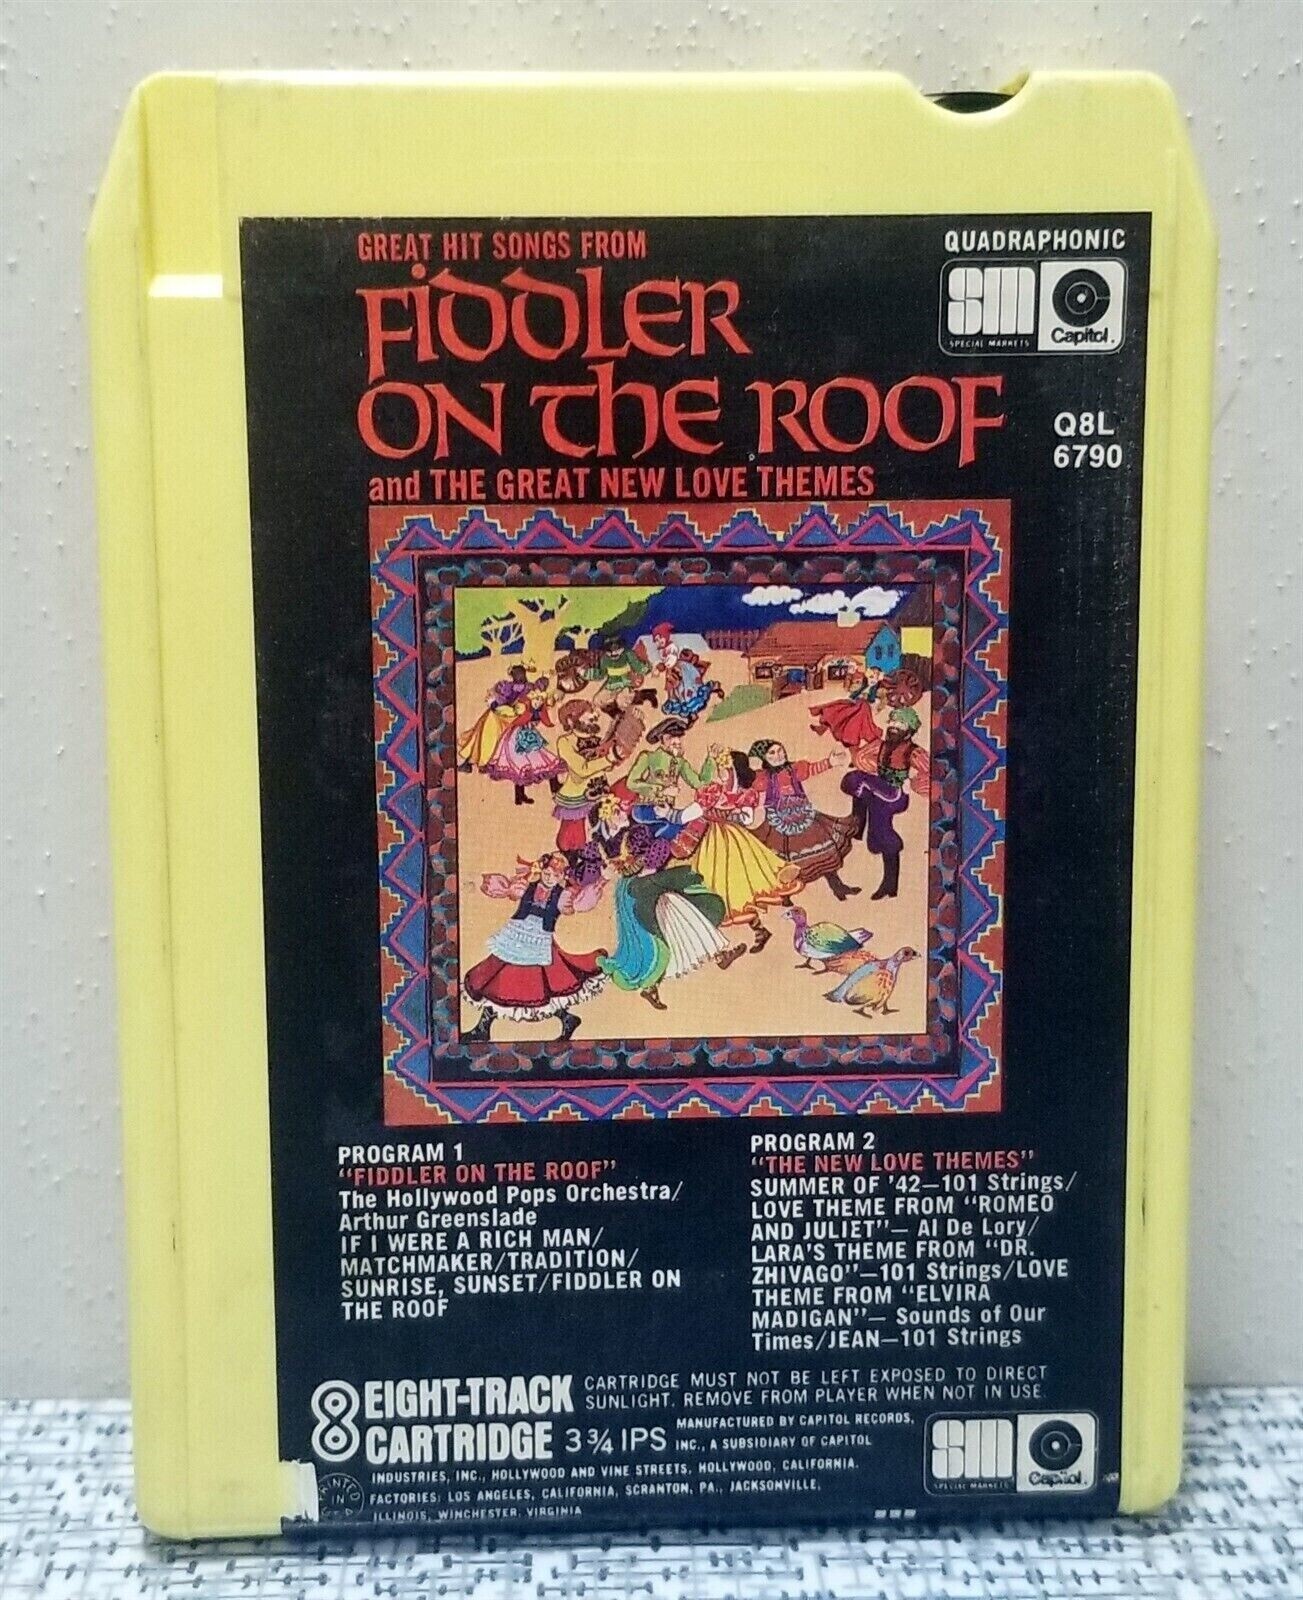 GREAT HIT SONGS FROM
FIDDLER
ON THE ROOF
and THE GREAT NEW LOVE THEMES
QUADRAPHONIC
SM
SPECIAL MARKETS
Capitol.
Q8L
6790
PROGRAM 1
"FIDDLER ON THE ROOF"
The Hollywood Pops Orchestra/
Arthur Greenslade
IF I WERE A RICH MAN/
MATCHMAKER/TRADITION/
SUNRISE, SUNSET/FIDDLER ON
THE ROOF
PROGRAM 2
"THE NEW LOVE THEMES"
SUMMER OF '42—101 Strings/
LOVE THEME FROM "ROMEO
AND JULIET"— Al De Lory/
LARA'S THEME FROM "DR.
ZHIVAGO"—101 Strings/LOVE
THEME FROM "ELVIRA
MADIGAN"— Sounds of Our
Times/JEAN—101 Strings
8 EIGHT-TRACK
CARTRIDGE 3 3/4 IPS
CARTRIDGE MUST NOT BE LEFT EXPOSED TO DIRECT
SUNLIGHT. REMOVE FROM PLAYER WHEN NOT IN USE.
MANUFACTURED BY CAPITOL RECORDS,
INC., A SUBSIDIARY OF CAPITOL
INDUSTRIES, INC., HOLLYWOOD AND VINE STREETS, HOLLYWOOD, CALIFORNIA.
FACTORIES: LOS ANGELES, CALIFORNIA, SCRANTON, PA., JACKSONVILLE,
ILLINOIS, WINCHESTER, VIRGINIA
SM
SPECIAL MARKETS
Capitol.